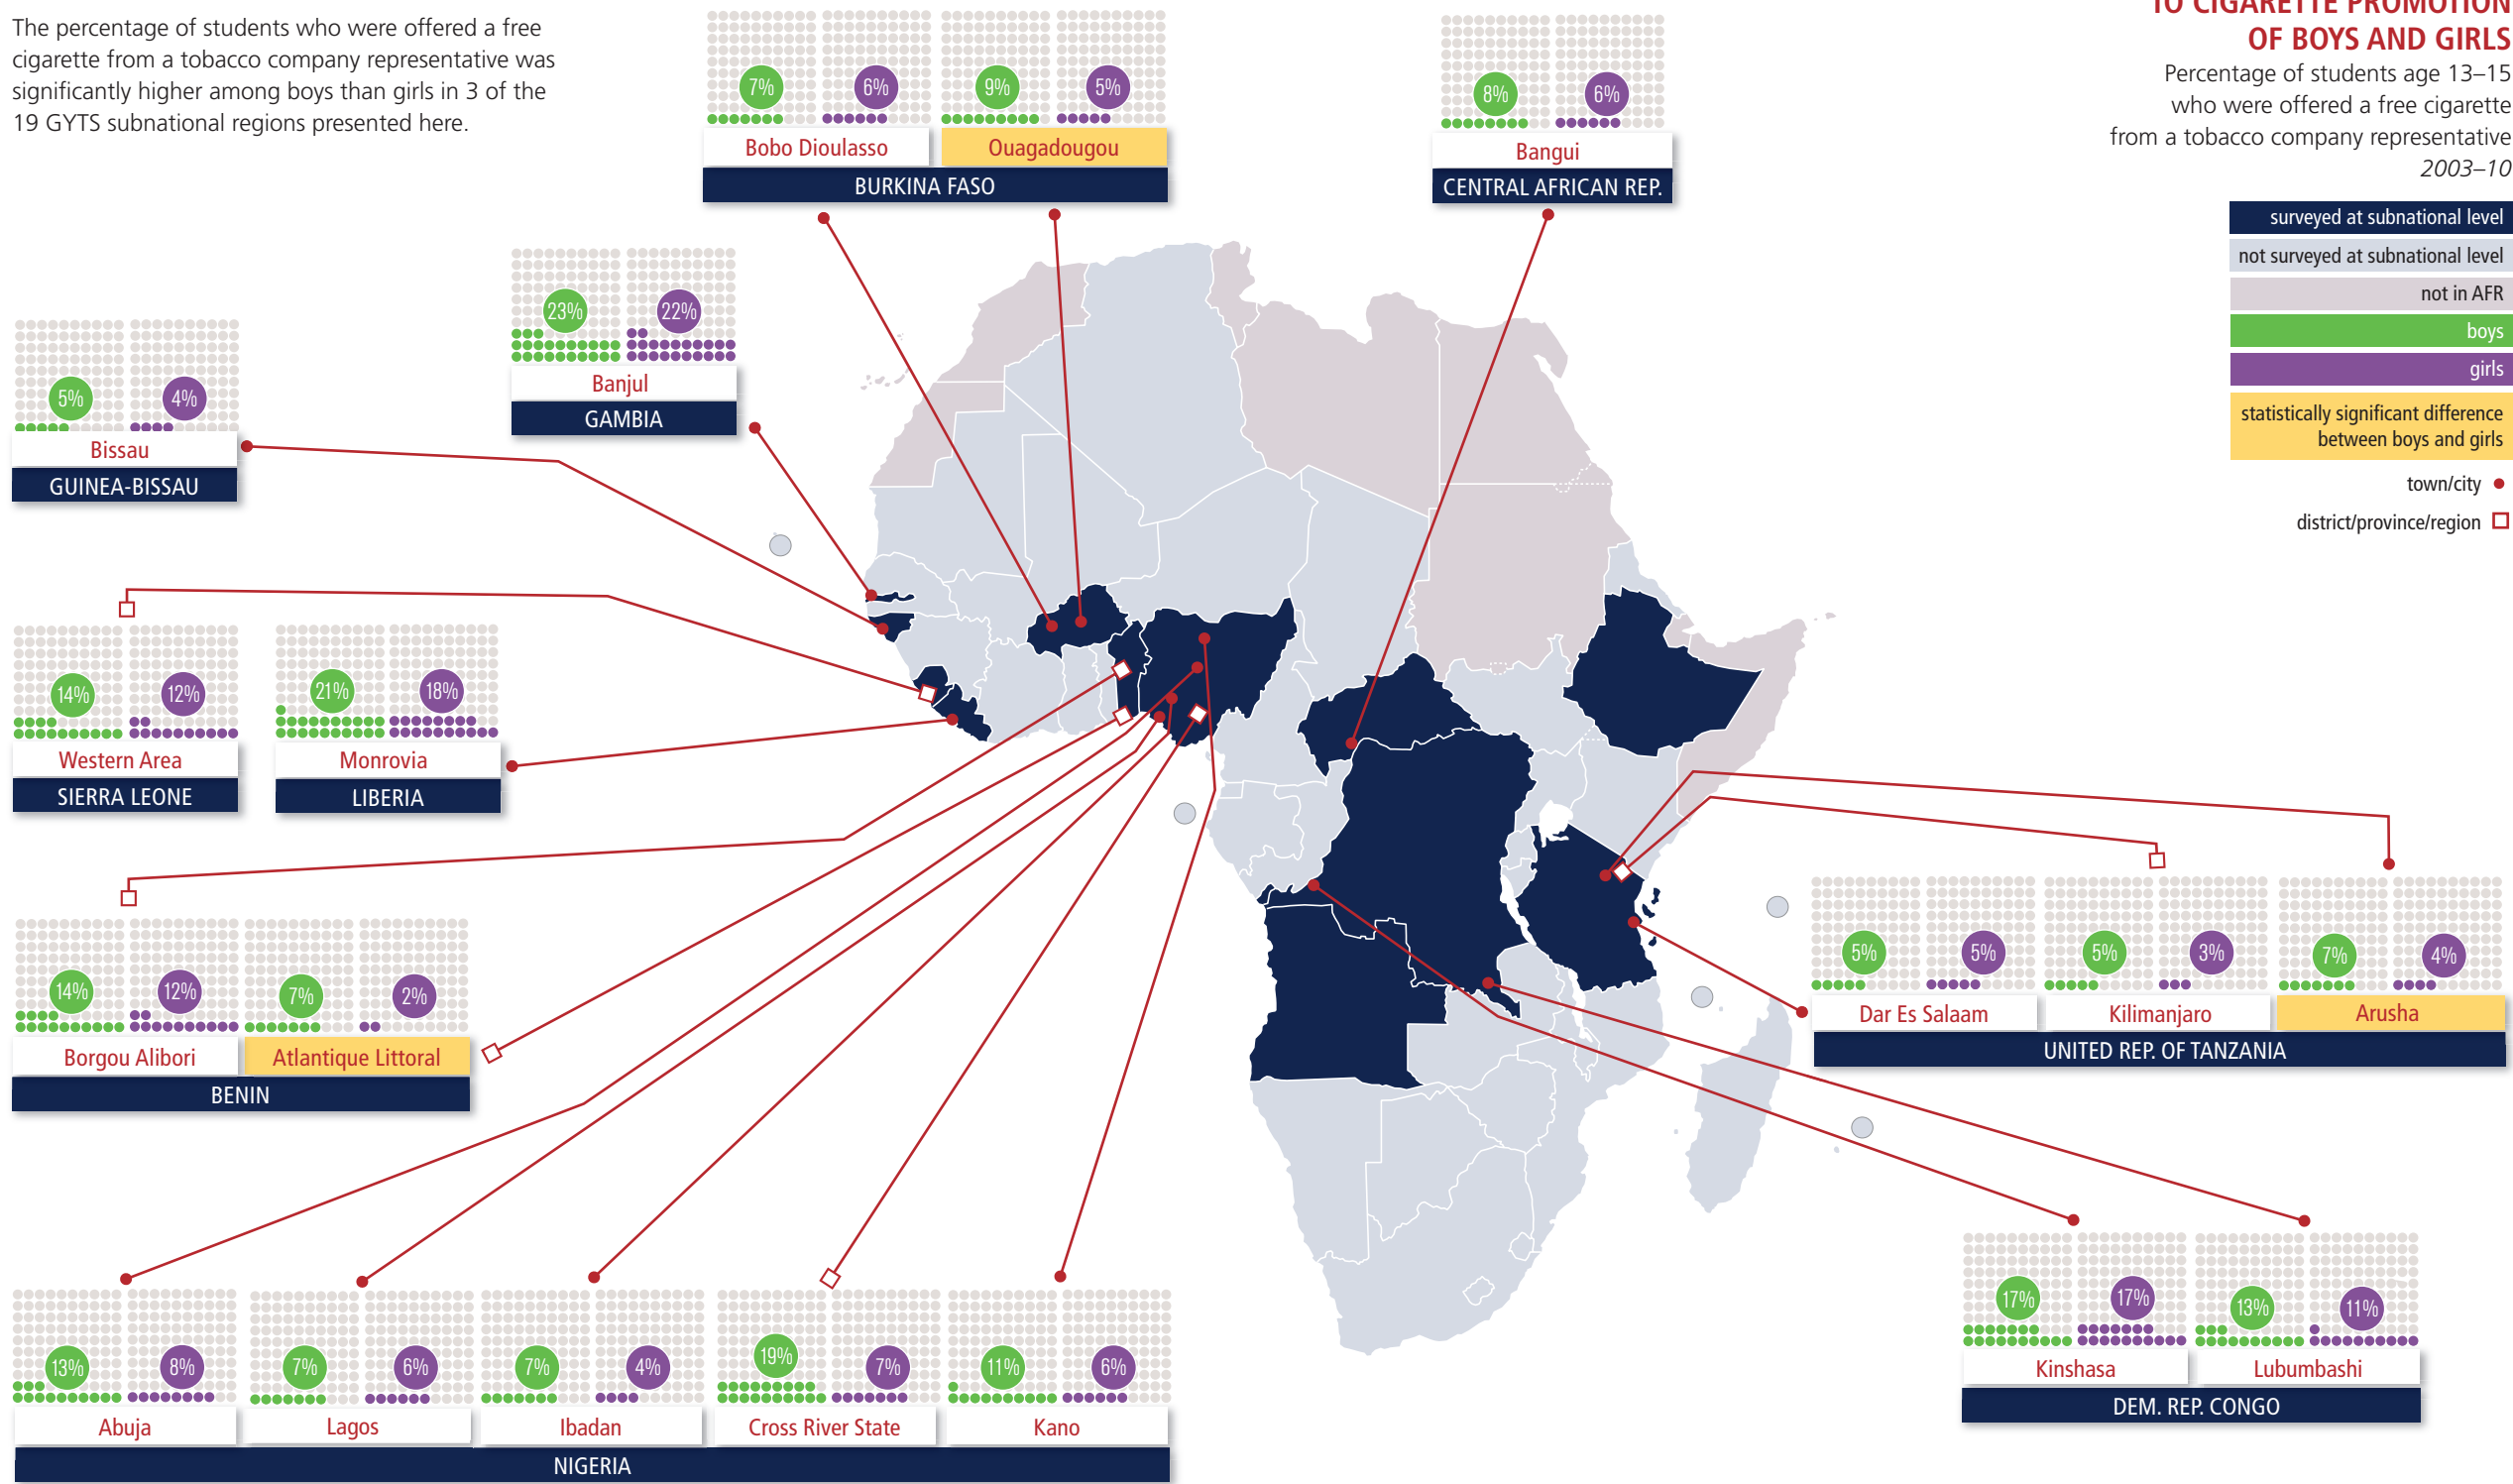 The percentage of students who were offered a free
cigarette from a tobacco company representative was
significantly higher among boys than girls in 3 of the
19 GYTS subnational regions presented here.
TO CIGARETTE PROMOTION
OF BOYS AND GIRLS
Percentage of students age 13–15
who were offered a free cigarette
from a tobacco company representative
2003–10
surveyed at subnational level
not surveyed at subnational level
not in AFR
boys
girls
statistically significant difference
between boys and girls
town/city
district/province/region
7% 6% 9% 5%
Bobo Dioulasso Ouagadougou
BURKINA FASO
8% 6%
Bangui
CENTRAL AFRICAN REP.
23% 22%
Banjul
GAMBIA
5% 4%
Bissau
GUINEA-BISSAU
14% 12%
Western Area
SIERRA LEONE
21% 18%
Monrovia
LIBERIA
14% 12% 7% 2%
Borgou Alibori Atlantique Littoral
BENIN
5% 5% 5% 3% 7% 4%
Dar Es Salaam Kilimanjaro Arusha
UNITED REP. OF TANZANIA
13% 8% 7% 6% 7% 4% 19% 7% 11% 6%
Abuja Lagos Ibadan Cross River State Kano
NIGERIA
17% 17% 13% 11%
Kinshasa Lubumbashi
DEM. REP. CONGO